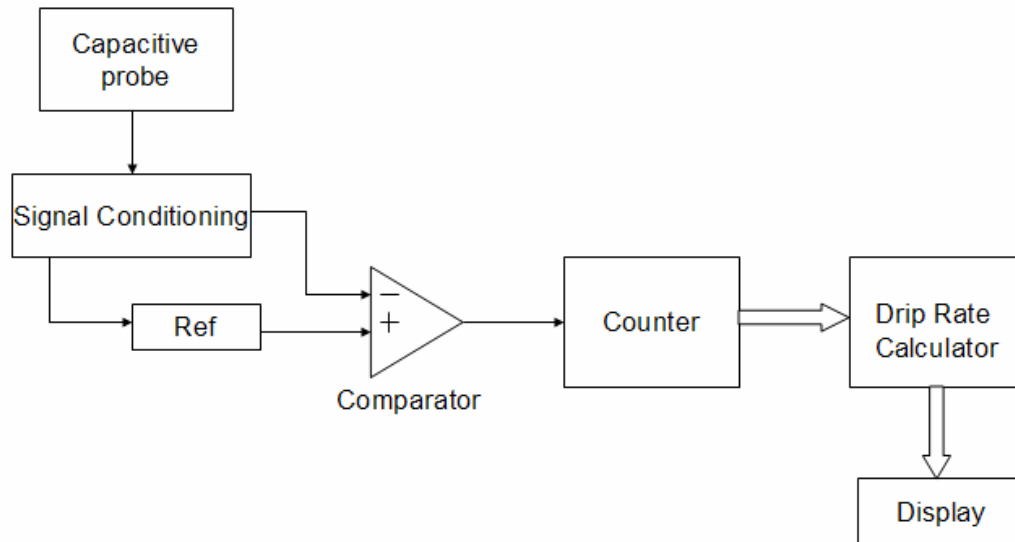 Capacitive
probe
Signal Conditioning
Ref
−
+
Comparator
Counter
Drip Rate
Calculator
Display